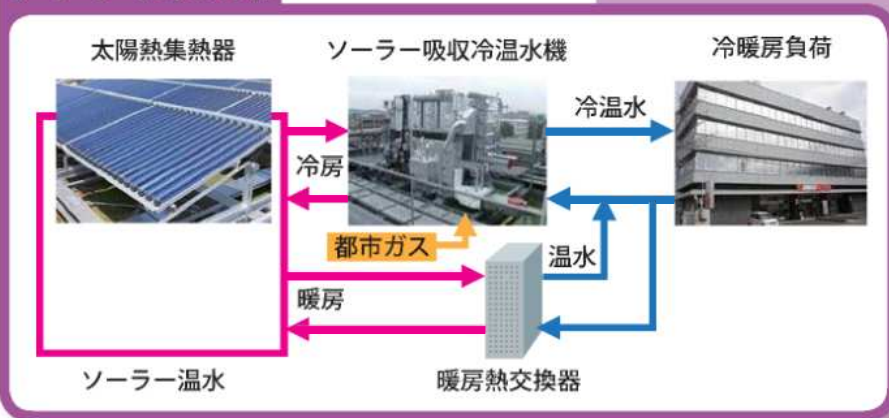 太陽熱集熱器
ソーラー吸収冷温水機
冷暖房負荷
冷温水
冷房
都市ガス
温水
暖房
ソーラー温水
暖房熱交換器